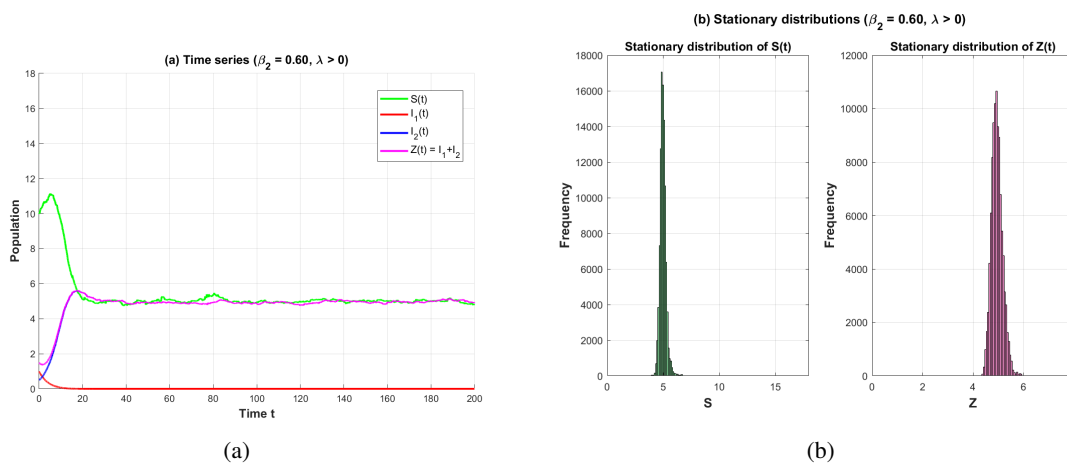 (a) Time series (β2 = 0.60, λ > 0)
18
16
14
12
10
8
6
4
2
0
Population
S(t)
I1(t)
I2(t)
Z(t) = I1+I2
0 20 40 60 80 100 120 140 160 180 200
Time t
(a)
(b) Stationary distributions (β2 = 0.60, λ > 0)
Stationary distribution of S(t)
18000
16000
14000
12000
10000
8000
6000
4000
2000
0
Frequency
0 5 10 15
S
Stationary distribution of Z(t)
12000
10000
8000
6000
4000
2000
0
Frequency
0 2 4 6
Z
(b)